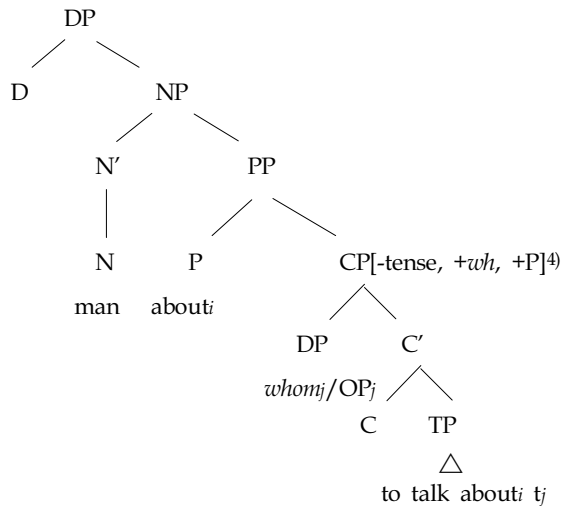 DP
D NP
N' PP
N P CP[-tense, +wh, +P]4)
man abouti
DP C'
whomj/OPj
C TP
to talk abouti tj